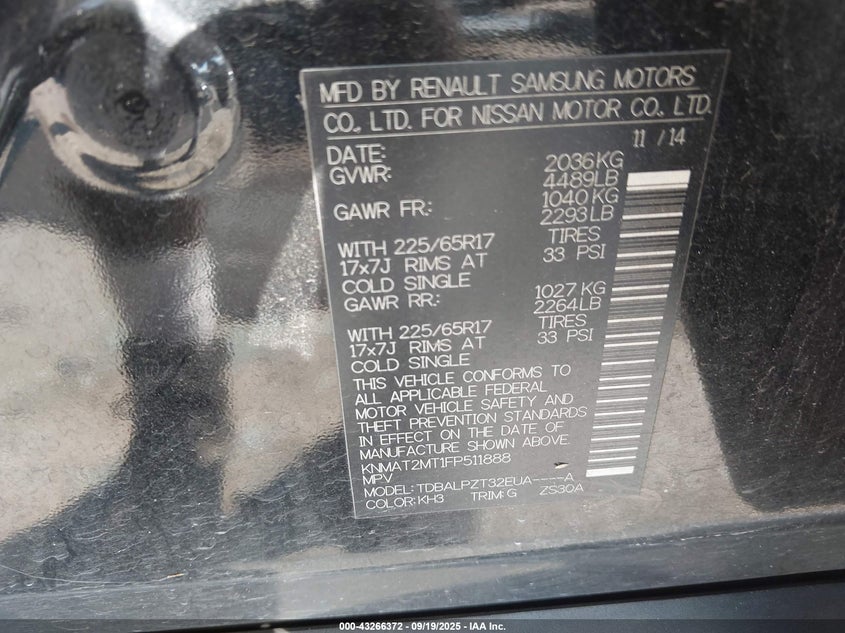 MFD BY RENAULT SAMSUNG MOTORS
CO., LTD. FOR NISSAN MOTOR CO., LTD.
DATE: 11 / 14
GVWR: 2036KG
4489LB
GAWR FR: 1040 KG
2293LB
WITH 225/65R17 TIRES
17x7J RIMS AT 33 PSI
COLD SINGLE
GAWR RR: 1027 KG
2264LB
WITH 225/65R17 TIRES
17x7J RIMS AT 33 PSI
COLD SINGLE
THIS VEHICLE CONFORMS TO
ALL APPLICABLE FEDERAL
MOTOR VEHICLE SAFETY AND
THEFT PREVENTION STANDARDS
IN EFFECT ON THE DATE OF
MANUFACTURE SHOWN ABOVE.
KNMAT2MT1FP511888
MPV
MODEL: TDBALPZT32EUA----A
COLOR: KH3 TRIM: G ZS30A
000-43266372 - 09/19/2025 - IAA Inc.